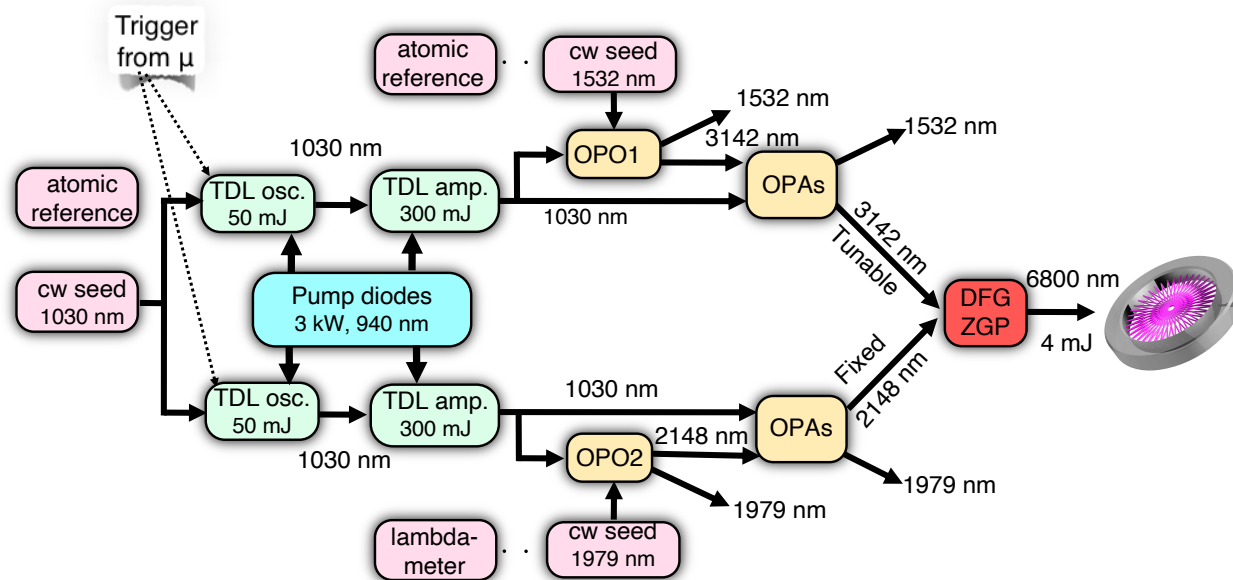 Trigger
from μ
atomic
reference
cw seed
1532 nm
1532 nm
3142 nm
1532 nm
OPO1
OPAs
1030 nm
atomic
reference
TDL osc.
50 mJ
TDL amp.
300 mJ
1030 nm
3142 nm
Tunable
cw seed
1030 nm
Pump diodes
3 kW, 940 nm
DFG
ZGP
6800 nm
4 mJ
Fixed
2148 nm
TDL osc.
50 mJ
TDL amp.
300 mJ
1030 nm
1030 nm
OPO2
2148 nm
OPAs
1979 nm
1979 nm
lambda-
meter
cw seed
1979 nm